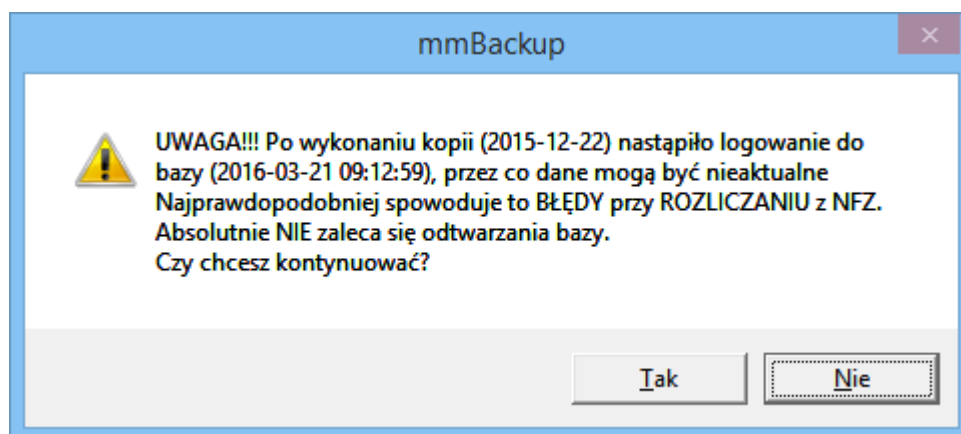 mmBackup
UWAGA!!! Po wykonaniu kopii (2015-12-22) nastąpiło logowanie do
bazy (2016-03-21 09:12:59), przez co dane mogą być nieaktualne
Najprawdopodobniej spowoduje to BŁĘDY przy ROZLICZANIU z NFZ.
Absolutnie NIE zaleca się odtwarzania bazy.
Czy chcesz kontynuować?
Tak
Nie